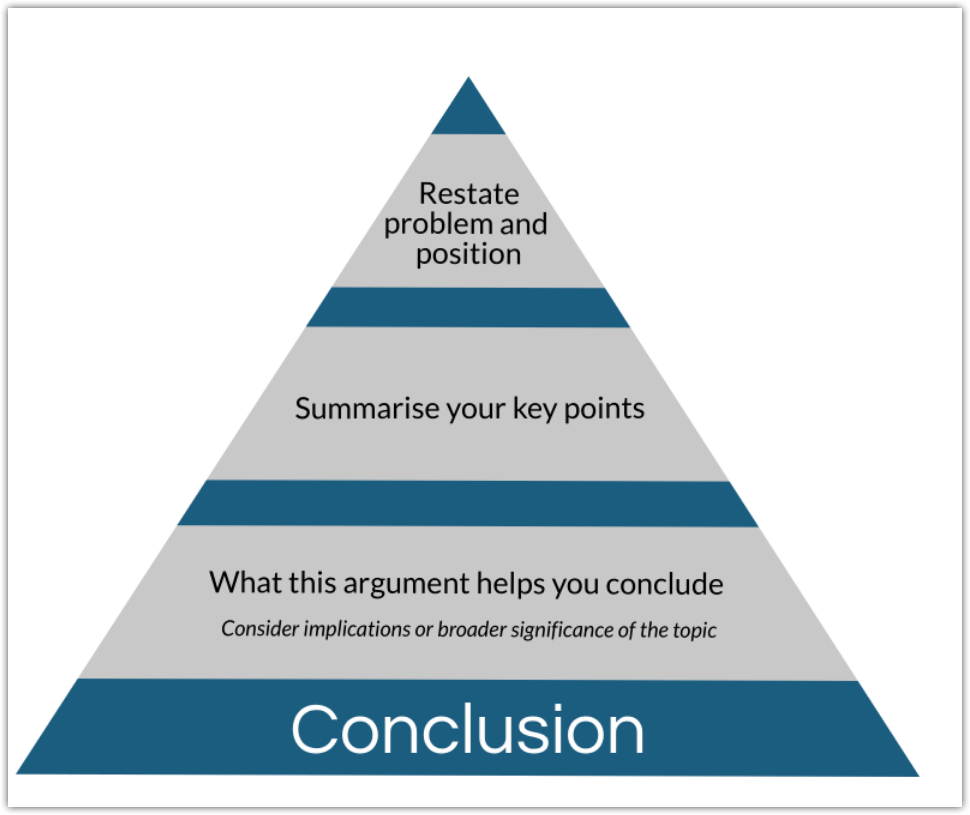 Restate
problem and
position
Summarise your key points
What this argument helps you conclude
Consider implications or broader significance of the topic
Conclusion